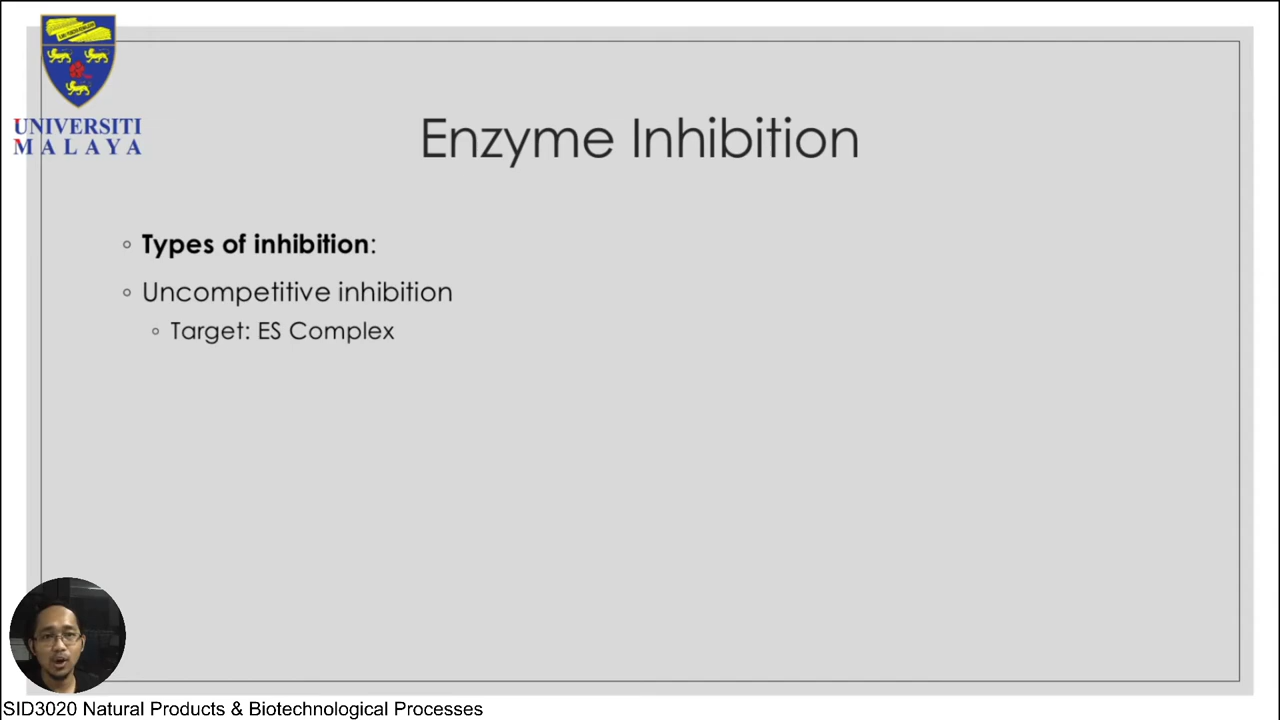 UNIVERSITI
MALAYA
Enzyme Inhibition
Types of inhibition:
Uncompetitive inhibition
Target: ES Complex
SID3020 Natural Products & Biotechnological Processes